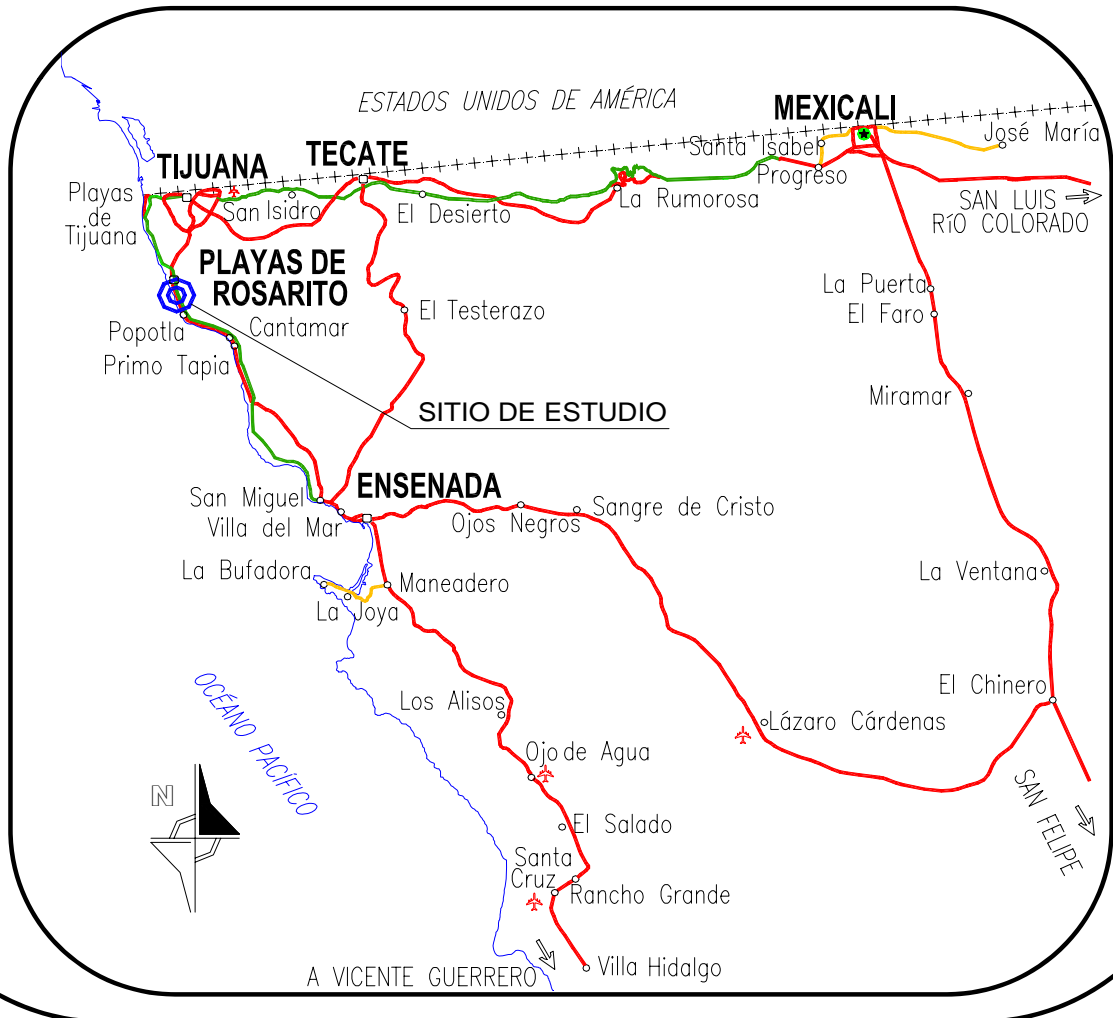 ESTADOS UNIDOS DE AMÉRICA
MEXICALI
José María
Santa Isabel
TECATE
TIJUANA
Progreso
Playas
de
Tijuana
San Isidro
El Desierto
La Rumorosa
SAN LUIS
RíO COLORADO
PLAYAS DE
ROSARITO
La Puerta
El Faro
El Testerazo
Popotla
Cantamar
Primo Tapia
Miramar
SITIO DE ESTUDIO
San Miguel
ENSENADA
Villa del Mar
Ojos Negros
Sangre de Cristo
La Bufadora
Maneadero
La Ventana
La Joya
OCÉANO PACÍFICO
Los Alisos
El Chinero
Lázaro Cárdenas
Ojo de Agua
N
SAN FELIPE
El Salado
Santa
Cruz
Rancho Grande
A VICENTE GUERRERO
Villa Hidalgo